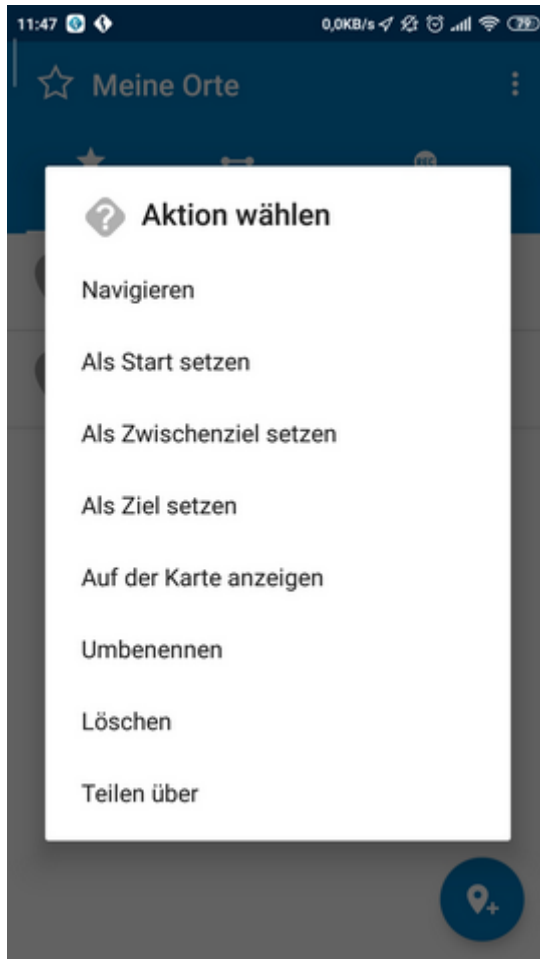 11:47 0,0KB/s 79
Meine Orte
REC
Aktion wählen
Navigieren
Als Start setzen
Als Zwischenziel setzen
Als Ziel setzen
Auf der Karte anzeigen
Umbenennen
Löschen
Teilen über